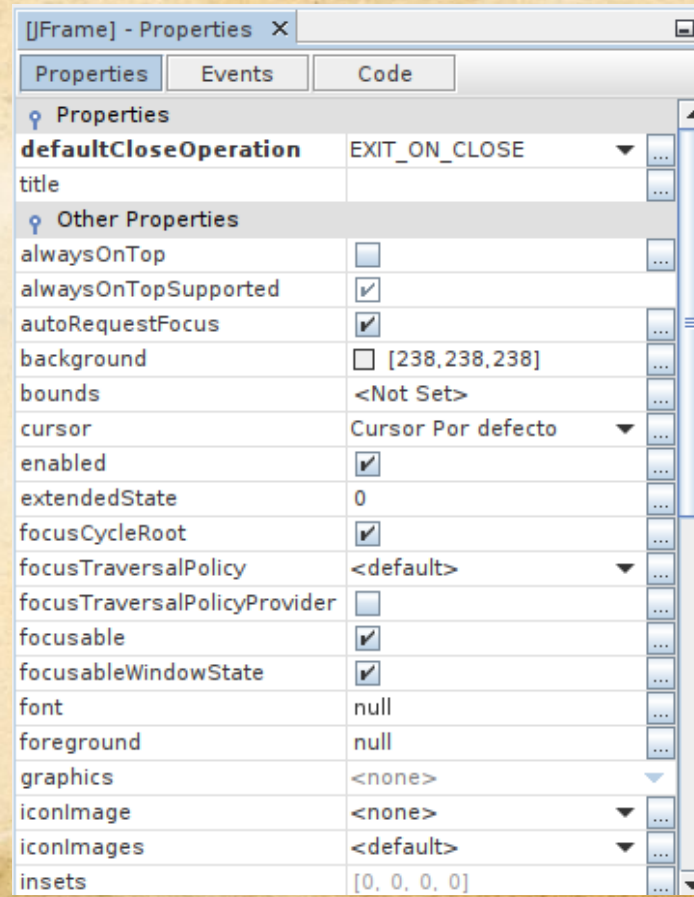 [JFrame] - Properties
Properties Events Code
Properties
defaultCloseOperation EXIT_ON_CLOSE ...
title ...
Other Properties
alwaysOnTop ...
alwaysOnTopSupported
autoRequestFocus ...
background [238,238,238] ...
bounds <Not Set> ...
cursor Cursor Por defecto ...
enabled ...
extendedState 0 ...
focusCycleRoot ...
focusTraversalPolicy <default> ...
focusTraversalPolicyProvider ...
focusable ...
focusableWindowState ...
font null ...
foreground null ...
graphics <none>
iconImage <none> ...
iconImages <default> ...
insets [0, 0, 0, 0] ...